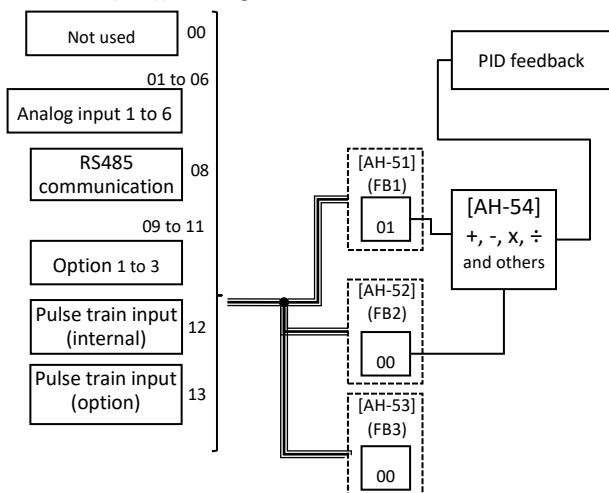 Not used
00
01 to 06
Analog input 1 to 6
RS485
communication
08
09 to 11
Option 1 to 3
Pulse train input
(internal)
12
Pulse train input
(option)
13
[AH-51]
(FB1)
01
[AH-52]
(FB2)
00
[AH-53]
(FB3)
00
PID feedback
[AH-54]
+, -, x, ÷
and others